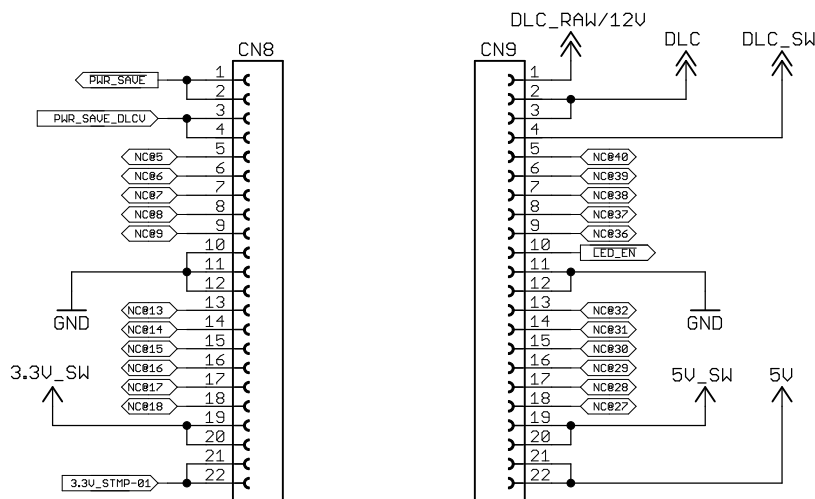 DLC_RAW/12V
DLC
DLC_SW
CN8
CN9
PWR_SAVE
1
2
PWR_SAVE_DLCV
3
4
NC@5
5
NC@6
6
NC@7
7
NC@8
8
NC@9
9
10
11
12
GND
NC@13
13
NC@14
14
NC@15
15
NC@16
16
NC@17
17
NC@18
18
3.3V_SW
19
20
21
3.3V_STMP-01
22
1
2
3
4
5
NC@40
6
NC@39
7
NC@38
8
NC@37
9
NC@36
10
LED_EN
11
12
GND
13
NC@32
14
NC@31
15
NC@30
16
NC@29
17
NC@28
18
NC@27
5V_SW
5V
19
20
21
22